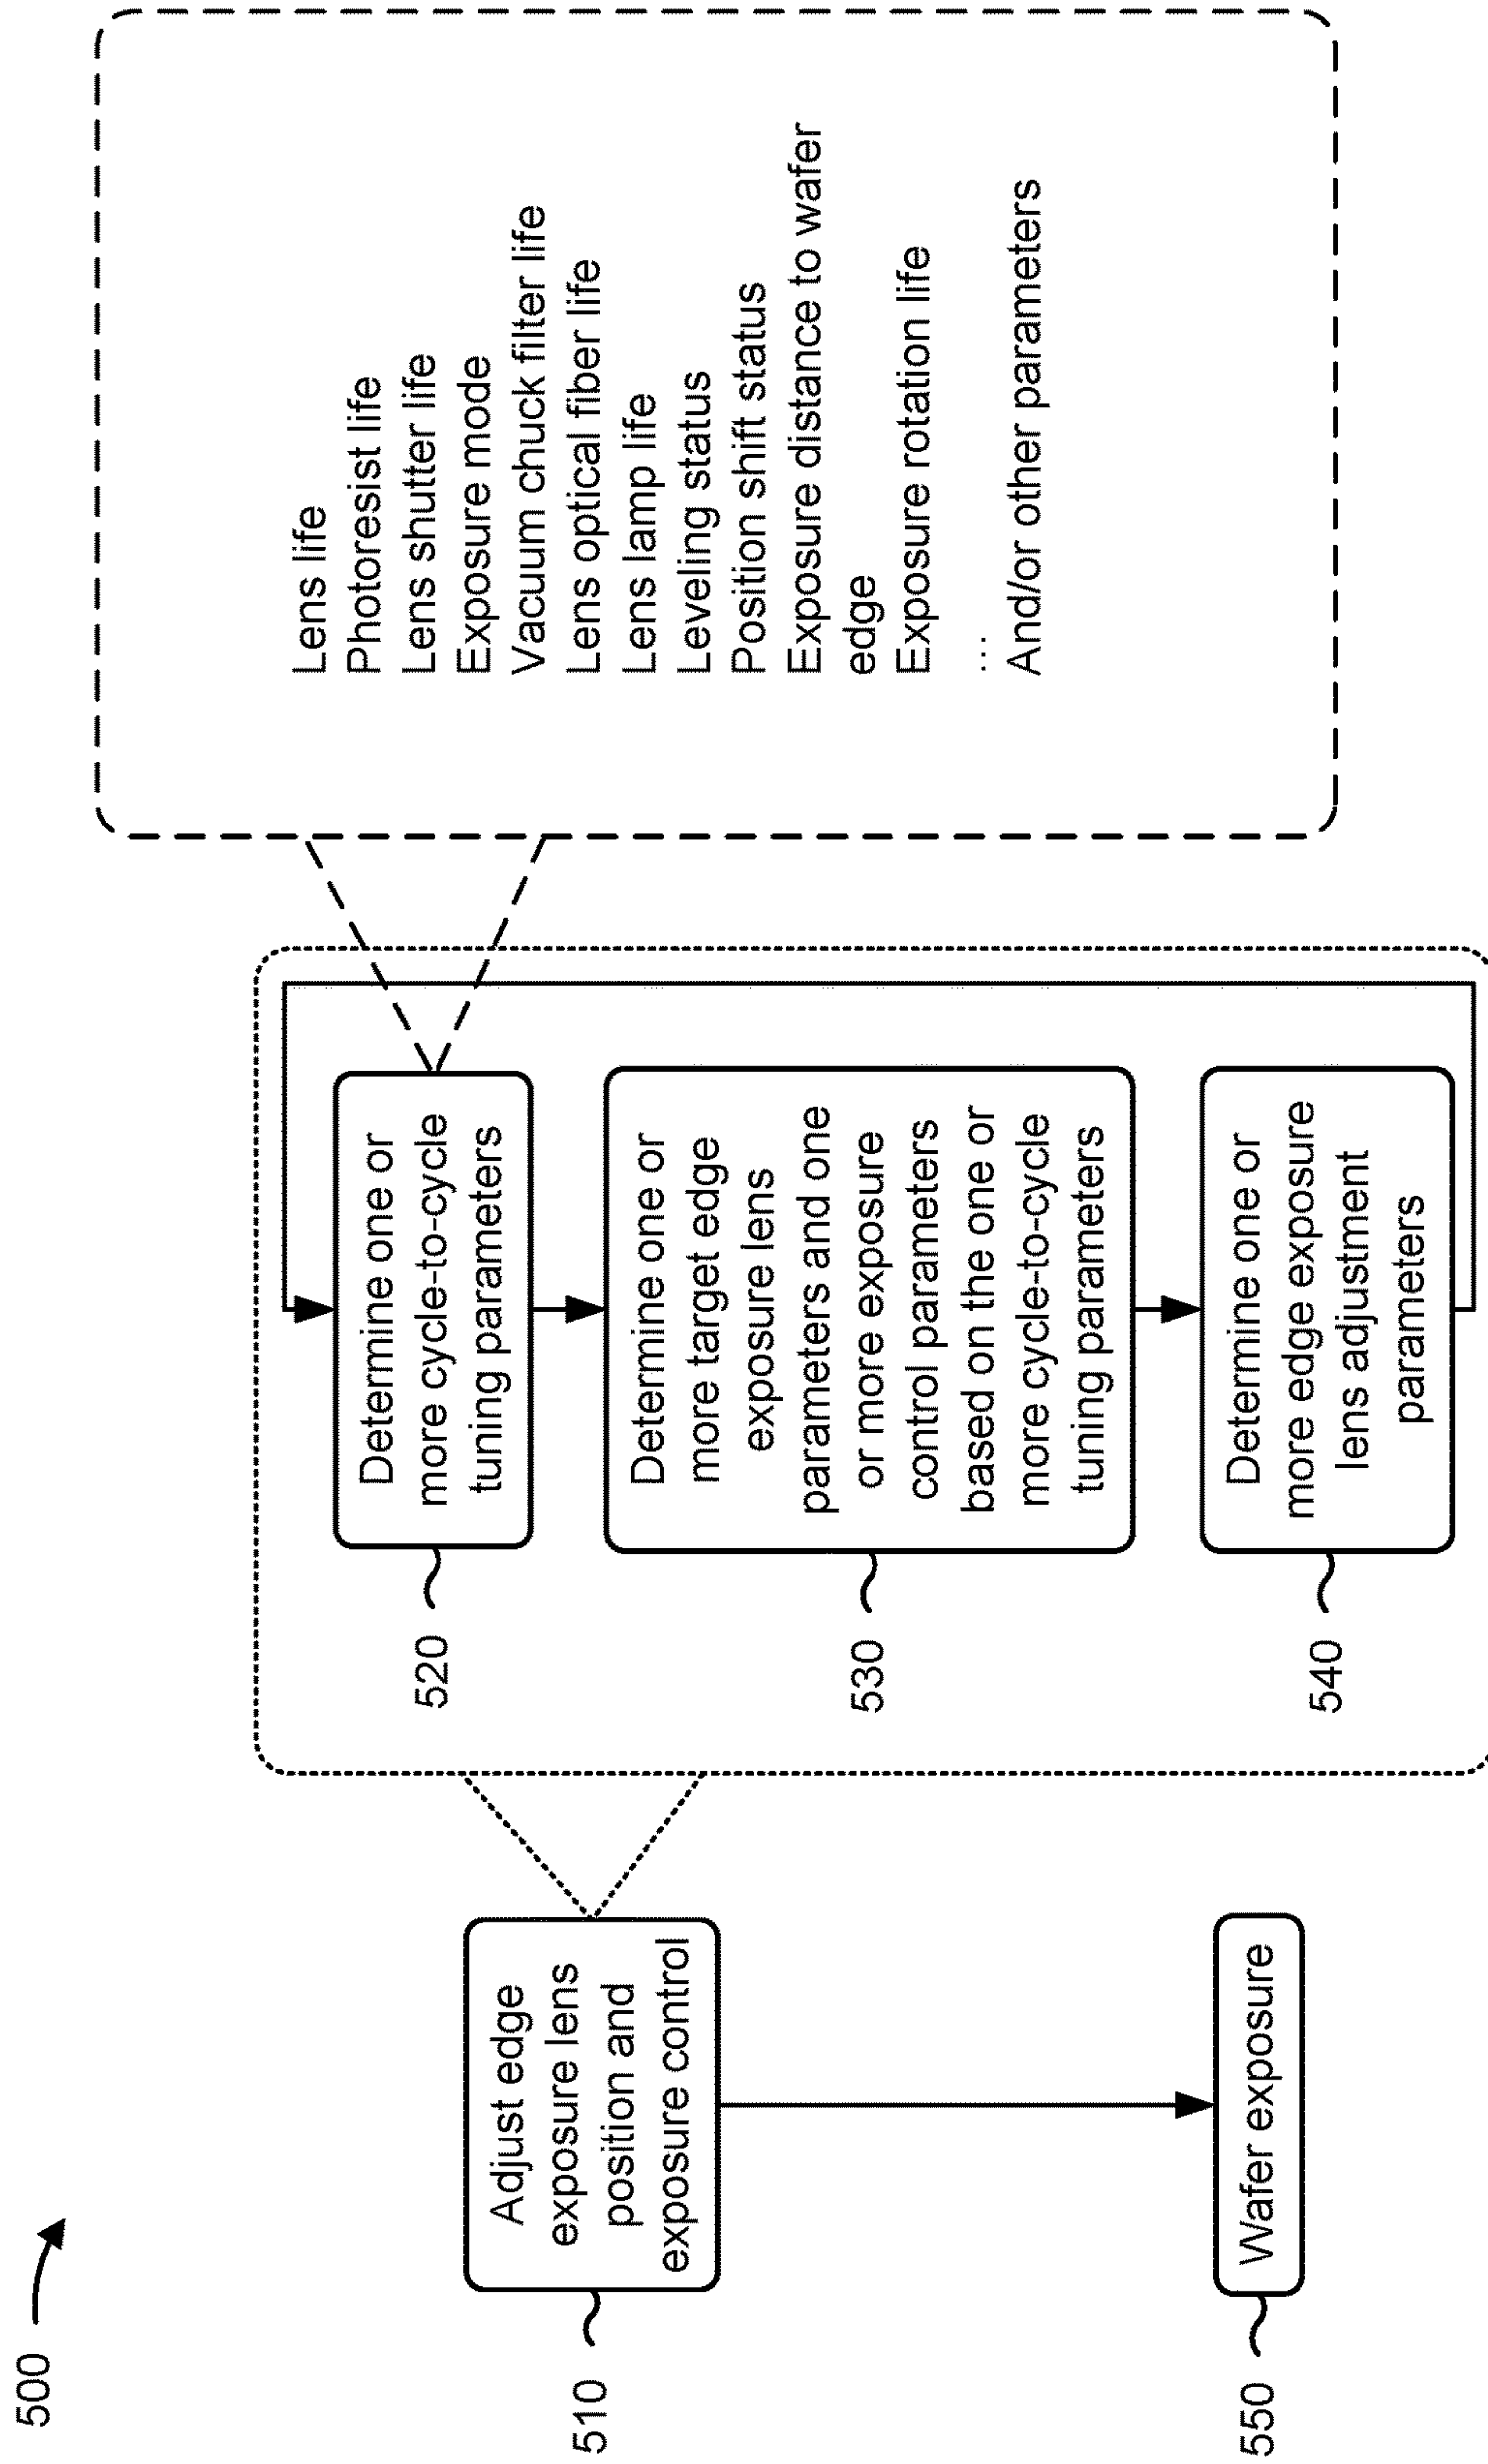 500
510
Adjust edge
exposure lens
position and
exposure control
550
Wafer exposure
520
Determine one or
more cycle-to-cycle
tuning parameters
530
Determine one or
more target edge
exposure lens
parameters and one
or more exposure
control parameters
based on the one or
more cycle-to-cycle
tuning parameters
540
Determine one or
more edge exposure
lens adjustment
parameters
Lens life
Photoresist life
Lens shutter life
Exposure mode
Vacuum chuck filter life
Lens optical fiber life
Lens lamp life
Leveling status
Position shift status
Exposure distance to wafer
edge
Exposure rotation life
...
And/or other parameters